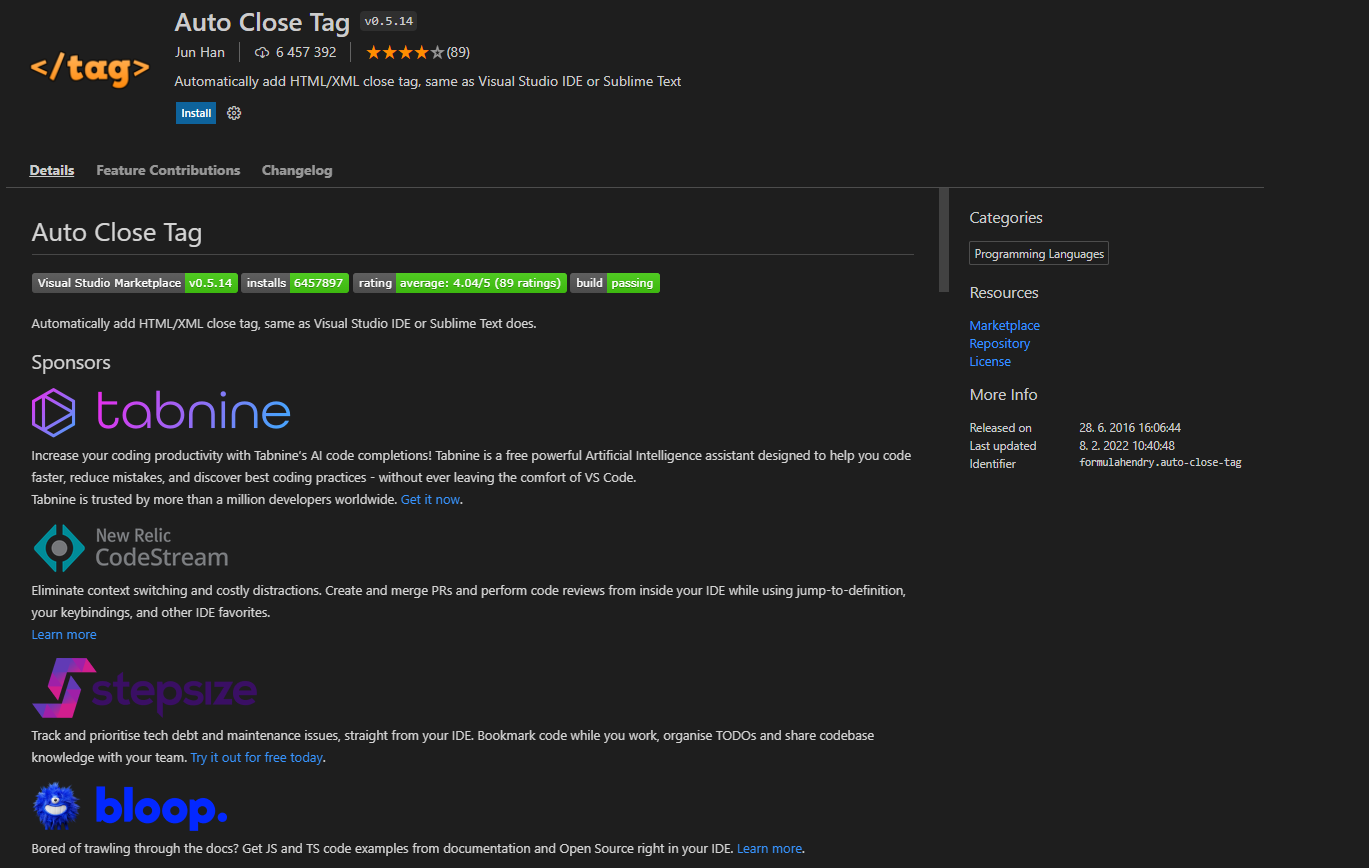 </tag>
Auto Close Tag v0.5.14
Jun Han 6 457 392 (89)
Automatically add HTML/XML close tag, same as Visual Studio IDE or Sublime Text
Install
Details Feature Contributions Changelog
Auto Close Tag
Visual Studio Marketplace v0.5.14 installs 6457897 rating average: 4.04/5 (89 ratings) build passing
Automatically add HTML/XML close tag, same as Visual Studio IDE or Sublime Text does.
Sponsors
tabnine
Increase your coding productivity with Tabnine's AI code completions! Tabnine is a free powerful Artificial Intelligence assistant designed to help you code
faster, reduce mistakes, and discover best coding practices - without ever leaving the comfort of VS Code.
Tabnine is trusted by more than a million developers worldwide. Get it now.
New Relic
CodeStream
Eliminate context switching and costly distractions. Create and merge PRs and perform code reviews from inside your IDE while using jump-to-definition,
your keybindings, and other IDE favorites.
Learn more
stepsize
Track and prioritise tech debt and maintenance issues, straight from your IDE. Bookmark code while you work, organise TODOs and share codebase
knowledge with your team. Try it out for free today.
bloop.
Bored of trawling through the docs? Get JS and TS code examples from documentation and Open Source right in your IDE. Learn more.
Categories
Programming Languages
Resources
Marketplace
Repository
License
More Info
Released on 28. 6. 2016 16:06:44
Last updated 8. 2. 2022 10:40:48
Identifier formulahendry.auto-close-tag